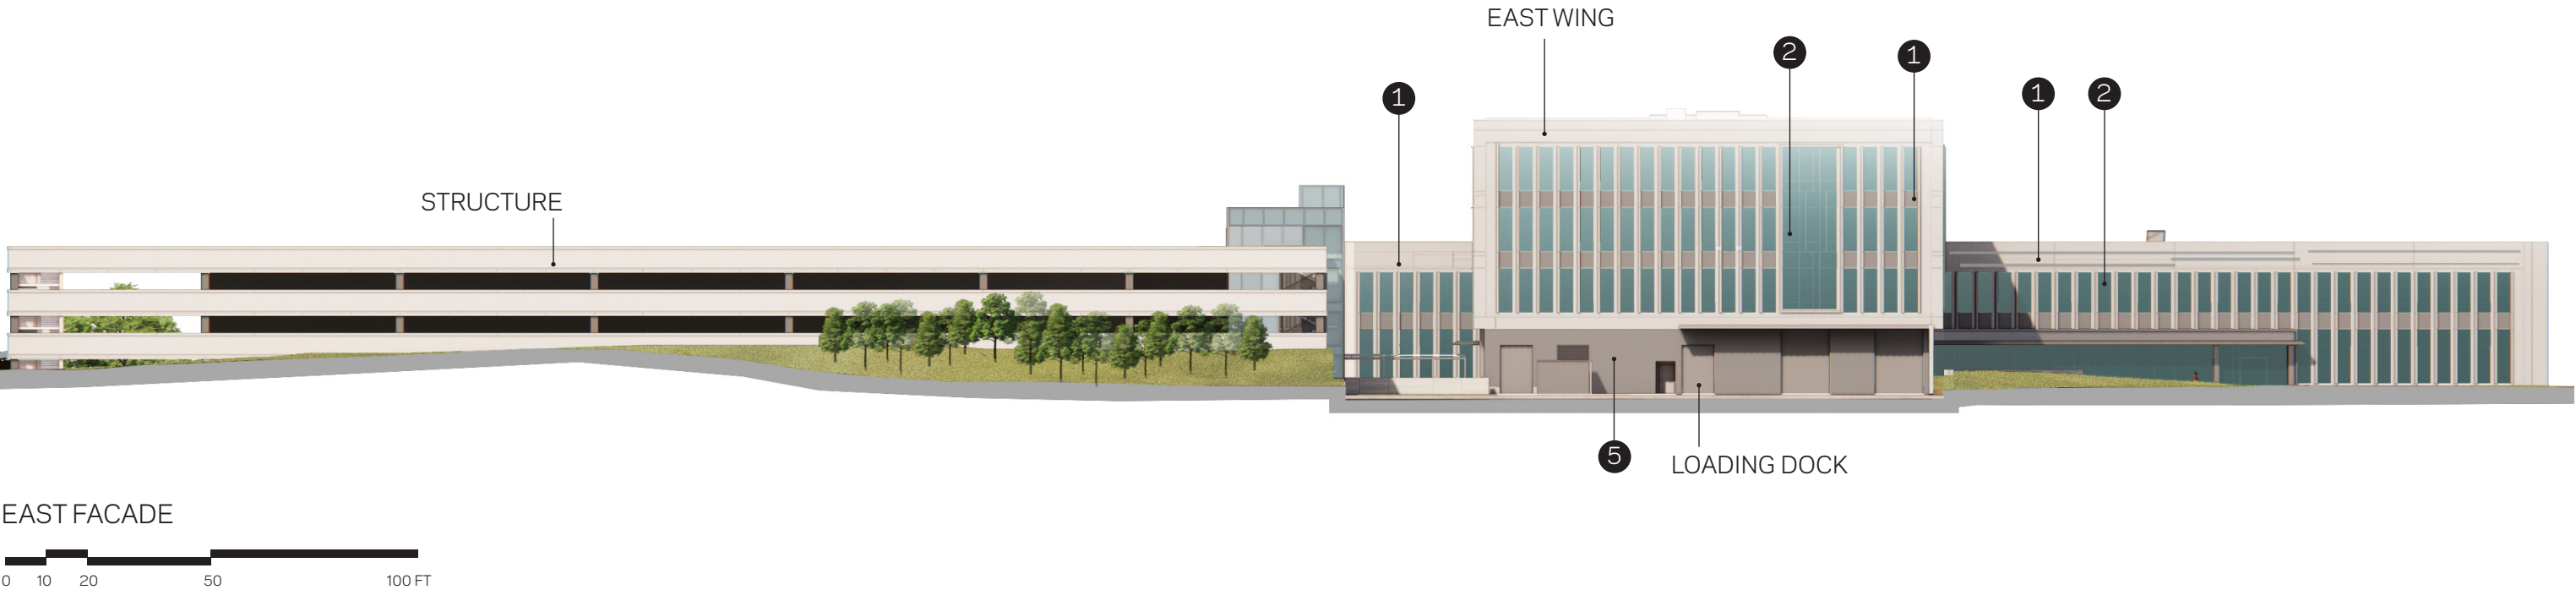 EAST WING
2
1
1
1
2
STRUCTURE
5
LOADING DOCK
EAST FACADE
0 10 20 50 100 FT